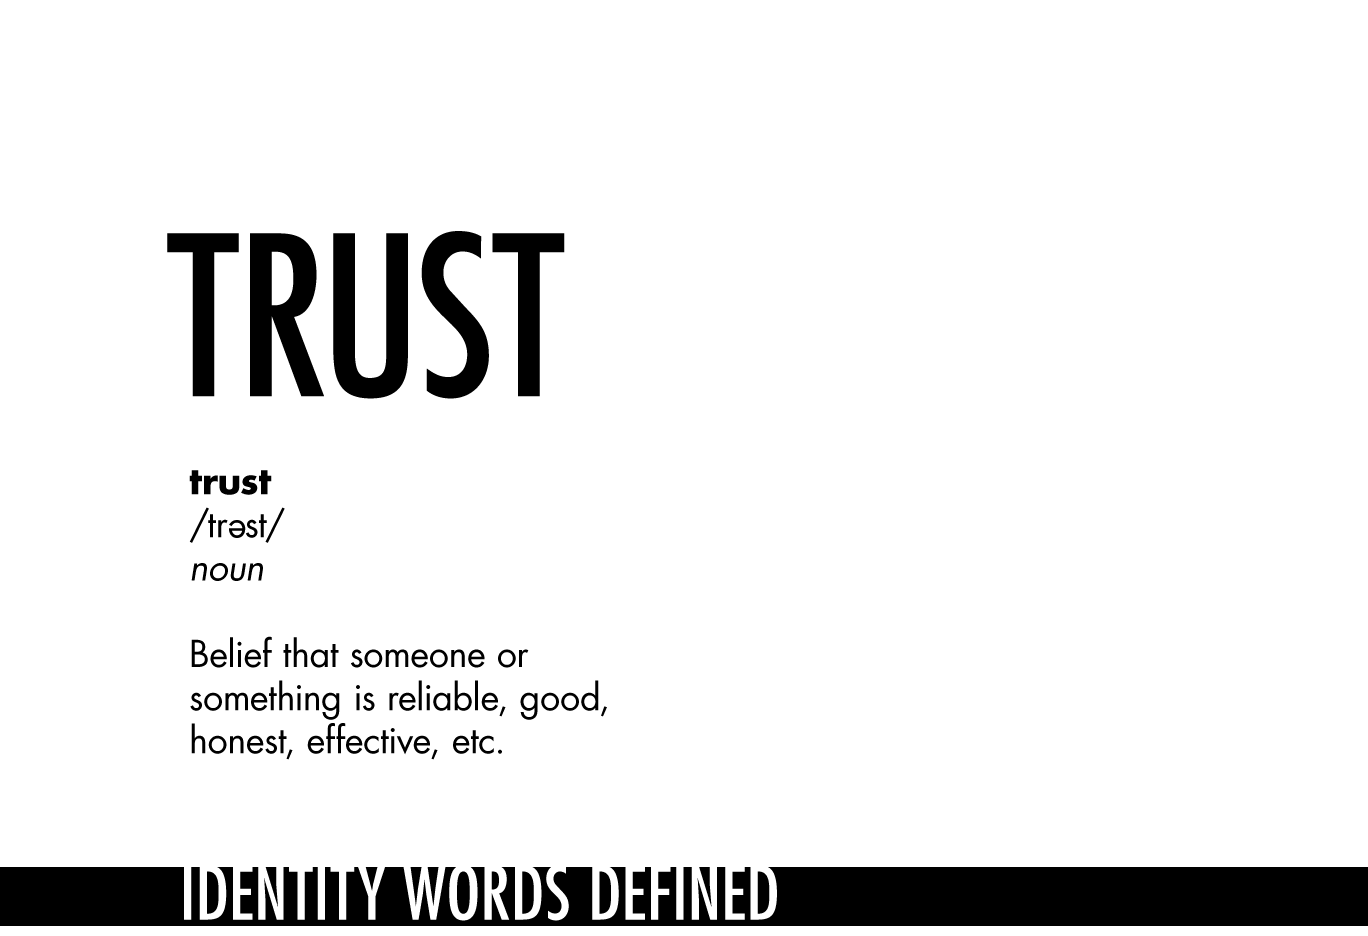 TRUST
trust
/trəst/
noun
Belief that someone or
something is reliable, good,
honest, effective, etc.
IDENTITY WORDS DEFINED